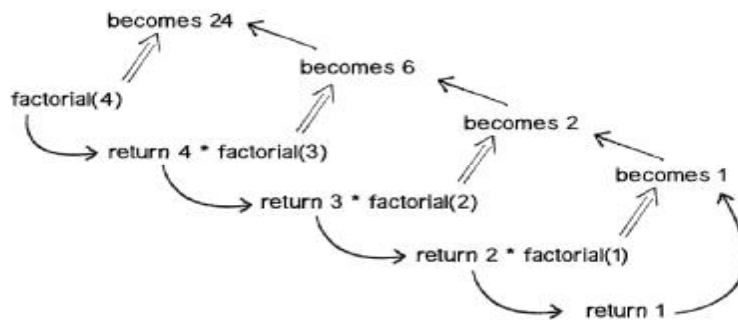 becomes 24
becomes 6
factorial(4)
becomes 2
return 4 * factorial(3)
becomes 1
return 3 * factorial(2)
return 2 * factorial(1)
return 1